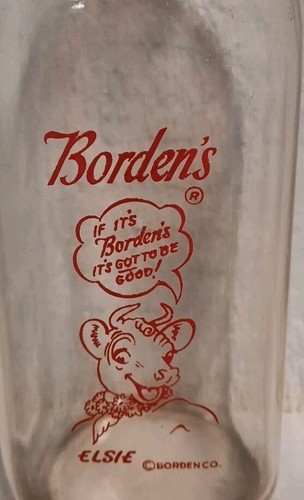 Borden's
®
IF IT'S
Borden's
IT'S GOT TO BE
GOOD!
ELSIE
©BORDEN CO.